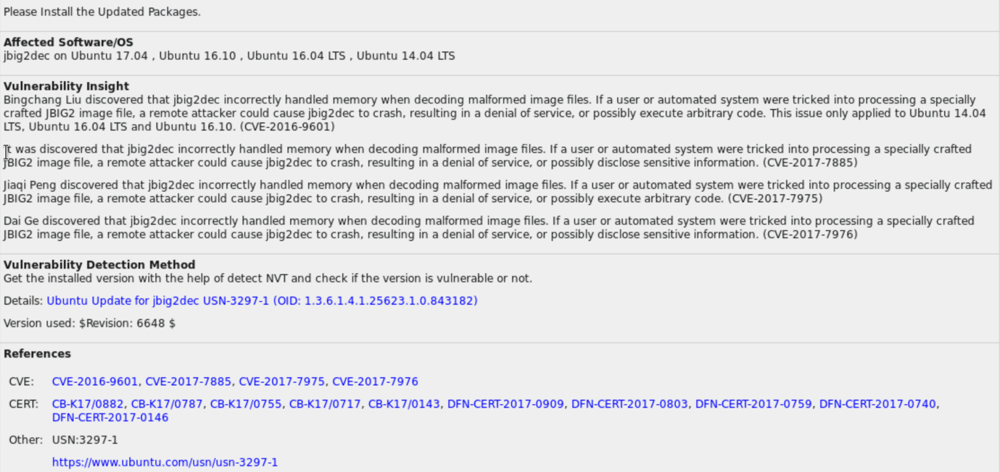 Please Install the Updated Packages.
Affected Software/OS
jbig2dec on Ubuntu 17.04 , Ubuntu 16.10 , Ubuntu 16.04 LTS , Ubuntu 14.04 LTS
Vulnerability Insight
Bingchang Liu discovered that jbig2dec incorrectly handled memory when decoding malformed image files. If a user or automated system were tricked into processing a specially
crafted JBIG2 image file, a remote attacker could cause jbig2dec to crash, resulting in a denial of service, or possibly execute arbitrary code. This issue only applied to Ubuntu 14.04
LTS, Ubuntu 16.04 LTS and Ubuntu 16.10. (CVE-2016-9601)
It was discovered that jbig2dec incorrectly handled memory when decoding malformed image files. If a user or automated system were tricked into processing a specially crafted
JBIG2 image file, a remote attacker could cause jbig2dec to crash, resulting in a denial of service, or possibly disclose sensitive information. (CVE-2017-7885)
Jiaqi Peng discovered that jbig2dec incorrectly handled memory when decoding malformed image files. If a user or automated system were tricked into processing a specially crafted
JBIG2 image file, a remote attacker could cause jbig2dec to crash, resulting in a denial of service, or possibly execute arbitrary code. (CVE-2017-7975)
Dai Ge discovered that jbig2dec incorrectly handled memory when decoding malformed image files. If a user or automated system were tricked into processing a specially crafted
JBIG2 image file, a remote attacker could cause jbig2dec to crash, resulting in a denial of service, or possibly disclose sensitive information. (CVE-2017-7976)
Vulnerability Detection Method
Get the installed version with the help of detect NVT and check if the version is vulnerable or not.
Details: Ubuntu Update for jbig2dec USN-3297-1 (OID: 1.3.6.1.4.1.25623.1.0.843182)
Version used: $Revision: 6648 $
References
CVE: CVE-2016-9601, CVE-2017-7885, CVE-2017-7975, CVE-2017-7976
CERT: CB-K17/0882, CB-K17/0787, CB-K17/0755, CB-K17/0717, CB-K17/0143, DFN-CERT-2017-0909, DFN-CERT-2017-0803, DFN-CERT-2017-0759, DFN-CERT-2017-0740,
DFN-CERT-2017-0146
Other: USN:3297-1
https://www.ubuntu.com/usn/usn-3297-1